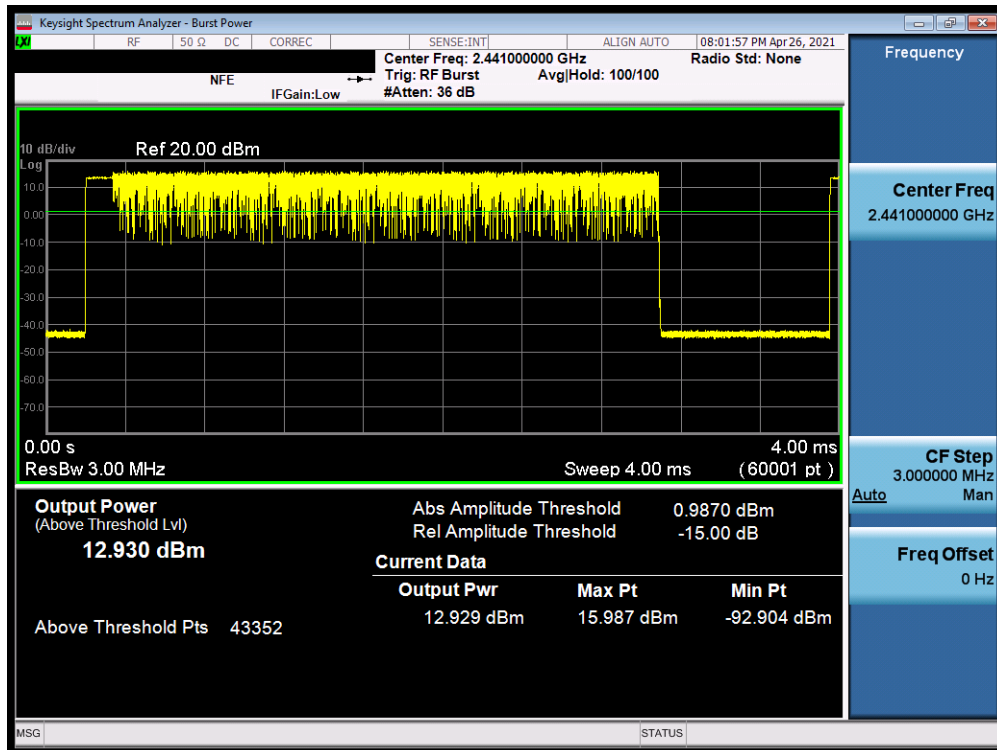 Keysight Spectrum Analyzer - Burst Power
LXI RF 50 Ω DC CORREC SENSE:INT ALIGN AUTO 08:01:57 PM Apr 26, 2021
Center Freq: 2.441000000 GHz Radio Std: None
NFE Trig: RF Burst Avg|Hold: 100/100
IFGain:Low #Atten: 36 dB
10 dB/div Ref 20.00 dBm
Log
10.0
0.00
-10.0
-20.0
-30.0
-40.0
-50.0
-60.0
-70.0
0.00 s 4.00 ms
ResBw 3.00 MHz Sweep 4.00 ms (60001 pt )
Output Power
(Above Threshold Lvl)
12.930 dBm
Above Threshold Pts 43352
Abs Amplitude Threshold 0.9870 dBm
Rel Amplitude Threshold -15.00 dB
Current Data
Output Pwr Max Pt Min Pt
12.929 dBm 15.987 dBm -92.904 dBm
MSG STATUS
Frequency
Center Freq
2.441000000 GHz
CF Step
3.000000 MHz
Auto Man
Freq Offset
0 Hz